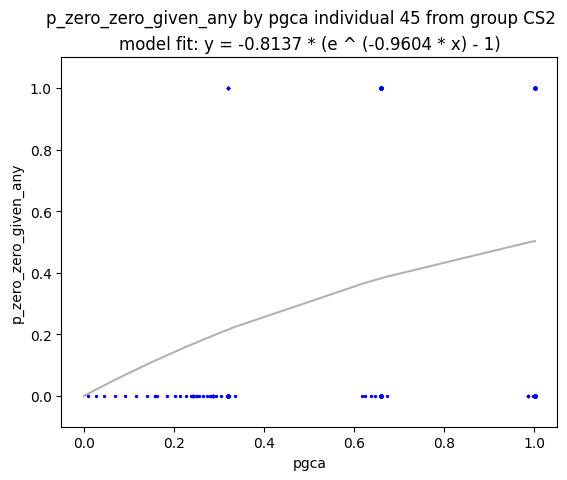 p_zero_zero_given_any by pgca individual 45 from group CS2
model fit: y = -0.8137 * (e ^ (-0.9604 * x) - 1)
1.0
0.8
0.6
0.4
0.2
0.0
p_zero_zero_given_any
0.0 0.2 0.4 0.6 0.8 1.0
pgca